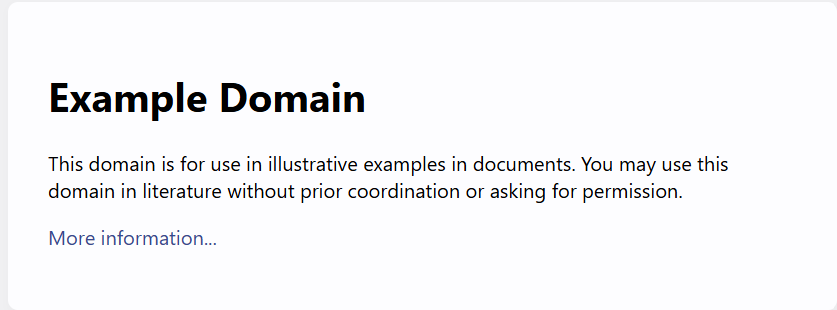 Example Domain
This domain is for use in illustrative examples in documents. You may use this
domain in literature without prior coordination or asking for permission.
More information...